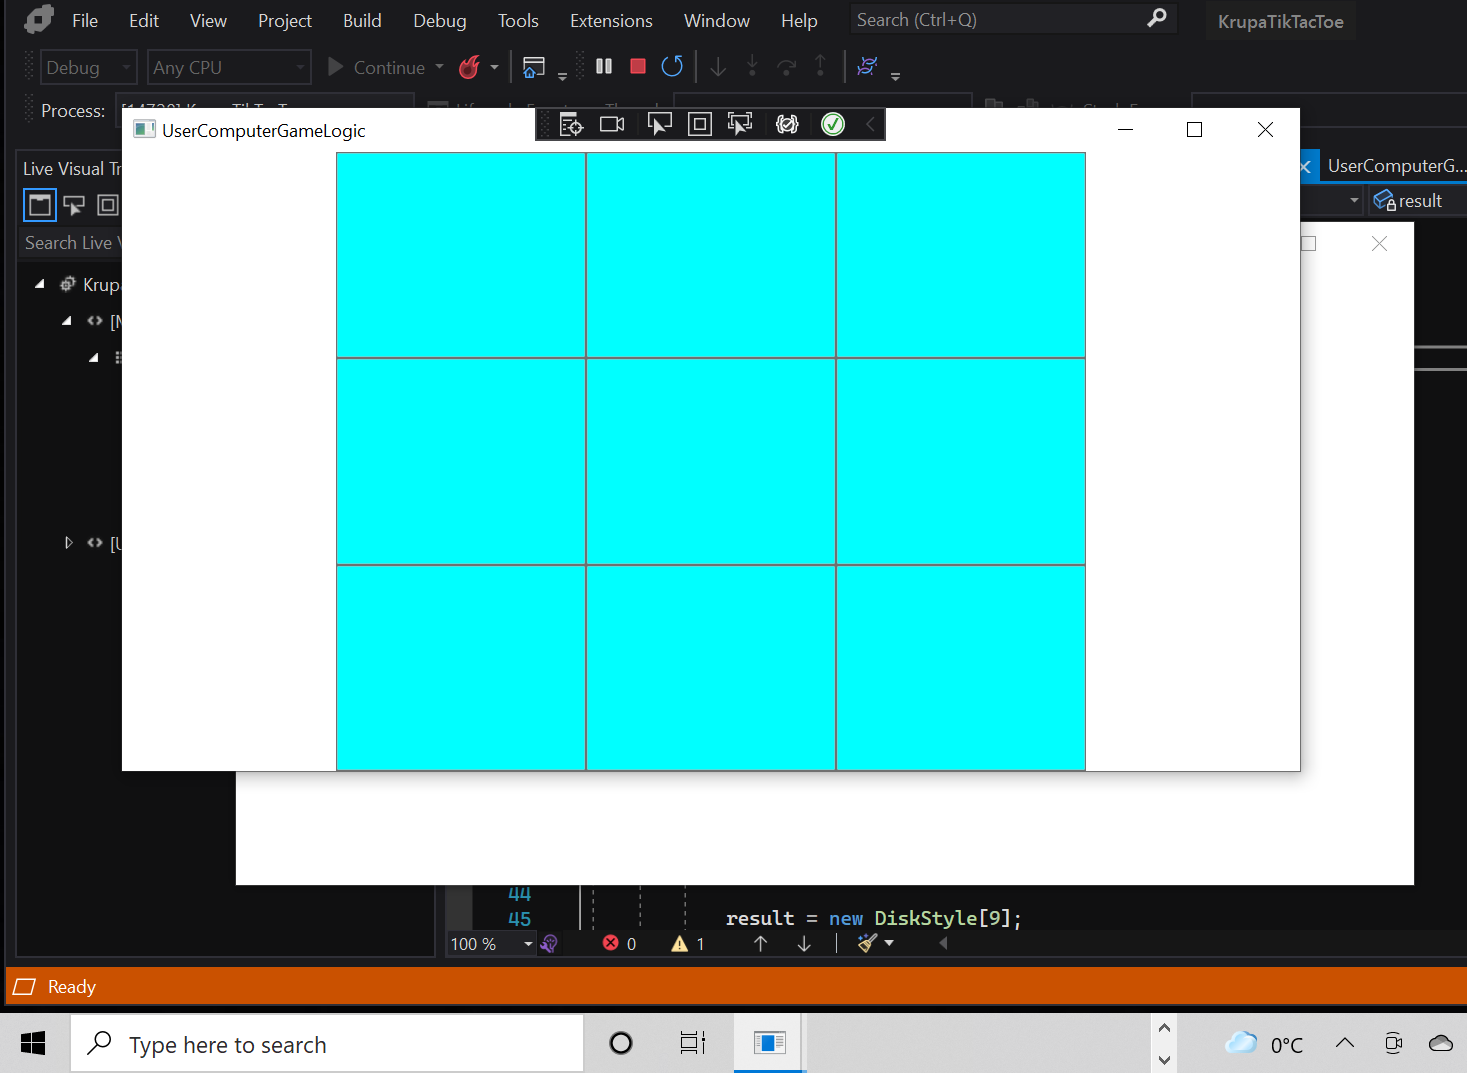 File Edit View Project Build Debug Tools Extensions Window Help Search (Ctrl+Q) KrupaTikTacToe
Debug Any CPU Continue
Process:
UserComputerGameLogic
Live Visual Tr
UserComputerG...
result
Search Live V
Krupa
[M
[U
44
45 result = new DiskStyle[9];
100 % 0 1
Ready
Type here to search 0°C